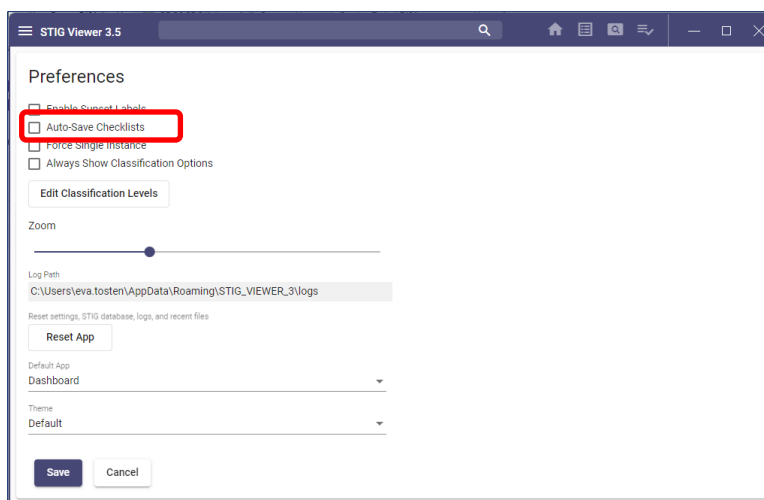 STIG Viewer 3.5
Preferences
Enable Sunset Labels
Auto-Save Checklists
Force Single Instance
Always Show Classification Options
Edit Classification Levels
Zoom
Log Path
C:\Users\eva.tosten\AppData\Roaming\STIG_VIEWER_3\logs
Reset settings, STIG database, logs, and recent files
Reset App
Default App
Dashboard
Theme
Default
Save Cancel